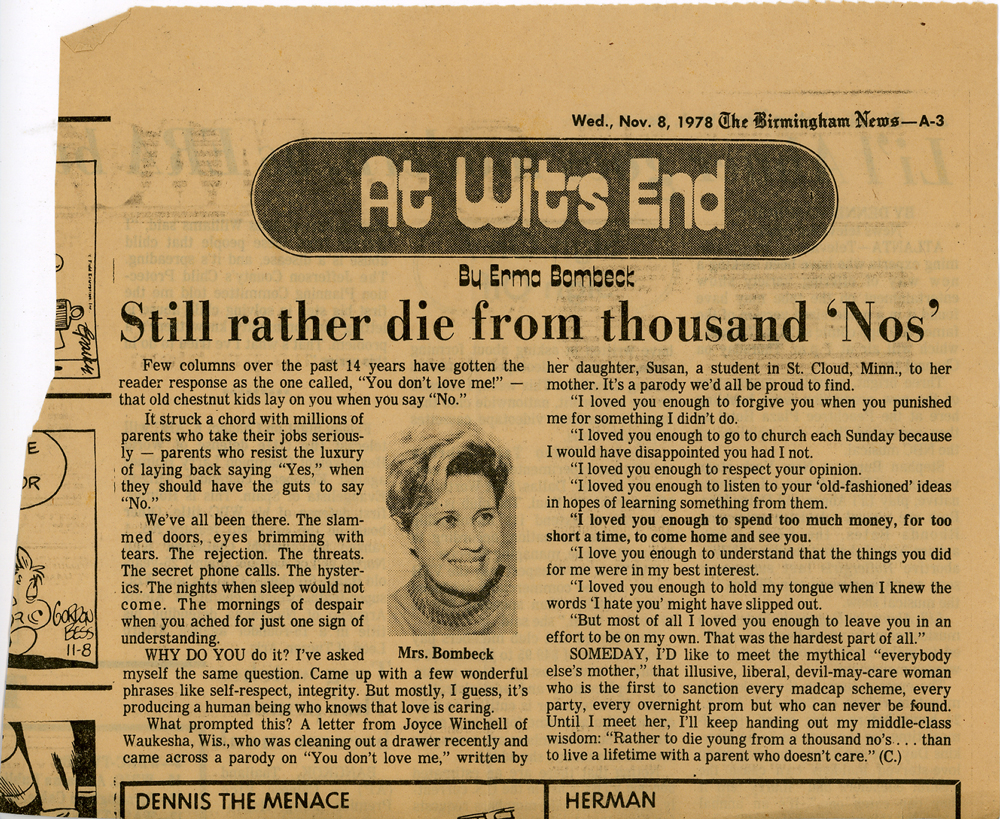 Wed., Nov. 8, 1978 The Birmingham News—A-3
At Wit's End
By Erma Bombeck
Still rather die from thousand ‘Nos’
Few columns over the past 14 years have gotten the
reader response as the one called, “You don’t love me!” —
that old chestnut kids lay on you when you say “No.”
It struck a chord with millions of
parents who take their jobs serious-
ly — parents who resist the luxury
of laying back saying “Yes,” when
they should have the guts to say
“No.”
We’ve all been there. The slam-
med doors, eyes brimming with
tears. The rejection. The threats.
The secret phone calls. The hyster-
ics. The nights when sleep would not
come. The mornings of despair
when you ached for just one sign of
understanding.
WHY DO YOU do it? I’ve asked
Mrs. Bombeck
myself the same question. Came up with a few wonderful
phrases like self-respect, integrity. But mostly, I guess, it’s
producing a human being who knows that love is caring.
What prompted this? A letter from Joyce Winchell of
Waukesha, Wis., who was cleaning out a drawer recently and
came across a parody on “You don’t love me,” written by
her daughter, Susan, a student in St. Cloud, Minn., to her
mother. It’s a parody we’d all be proud to find.
“I loved you enough to forgive you when you punished
me for something I didn’t do.
“I loved you enough to go to church each Sunday because
I would have disappointed you had I not.
“I loved you enough to respect your opinion.
“I loved you enough to listen to your ‘old-fashioned’ ideas
in hopes of learning something from them.
“I loved you enough to spend too much money, for too
short a time, to come home and see you.
“I love you enough to understand that the things you did
for me were in my best interest.
“I loved you enough to hold my tongue when I knew the
words ‘I hate you’ might have slipped out.
“But most of all I loved you enough to leave you in an
effort to be on my own. That was the hardest part of all.”
SOMEDAY, I’D like to meet the mythical “everybody
else’s mother,” that illusive, liberal, devil-may-care woman
who is the first to sanction every madcap scheme, every
party, every overnight prom but who can never be found.
Until I meet her, I’ll keep handing out my middle-class
wisdom: “Rather to die young from a thousand no’s. . . . than
to live a lifetime with a parent who doesn’t care.” (C.)
E
OR
GORDON
BESS
11-8
DENNIS THE MENACE
HERMAN